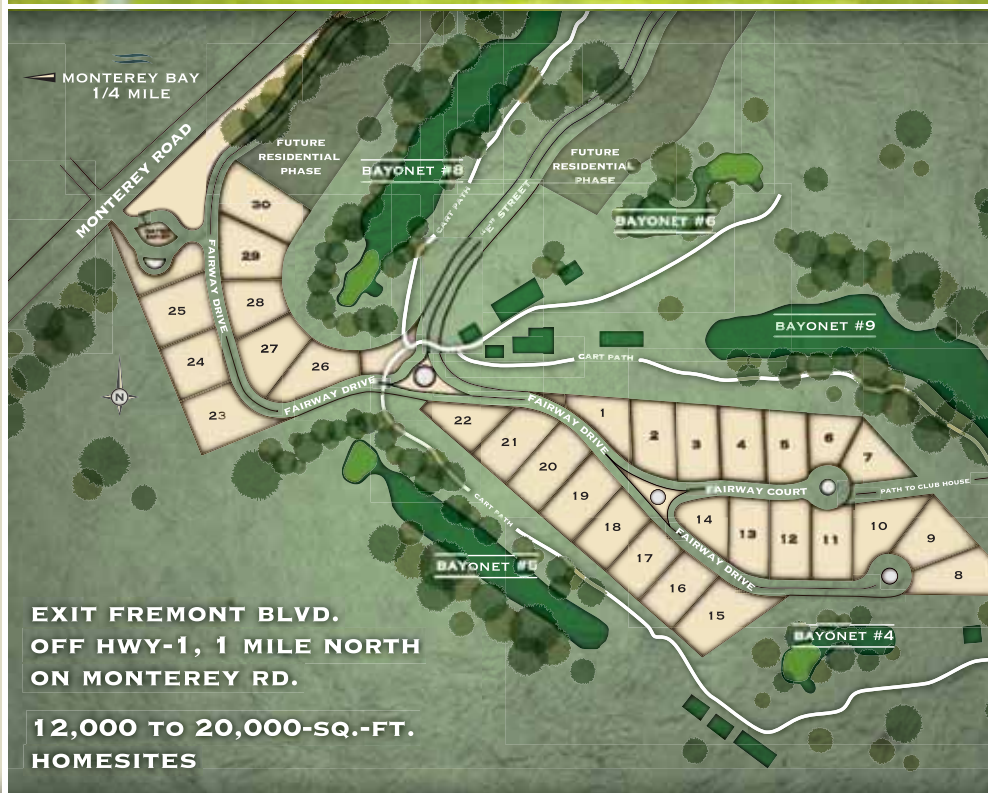 MONTEREY BAY
1/4 MILE
MONTEREY ROAD
FUTURE
RESIDENTIAL
PHASE
BAYONET #8
CART PATH
"E" STREET
FUTURE
RESIDENTIAL
PHASE
BAYONET #6
30
29
28
27
26
25
24
23
FAIRWAY DRIVE
FAIRWAY DRIVE
N
BAYONET #9
CART PATH
FAIRWAY DRIVE
22
21
20
19
18
17
16
15
1
2
3
4
5
6
7
FAIRWAY COURT
PATH TO CLUB HOUSE
14
13
12
11
10
9
8
FAIRWAY DRIVE
CART PATH
BAYONET #5
BAYONET #4
EXIT FREMONT BLVD.
OFF HWY-1, 1 MILE NORTH
ON MONTEREY RD.
12,000 TO 20,000-SQ.-FT.
HOMESITES